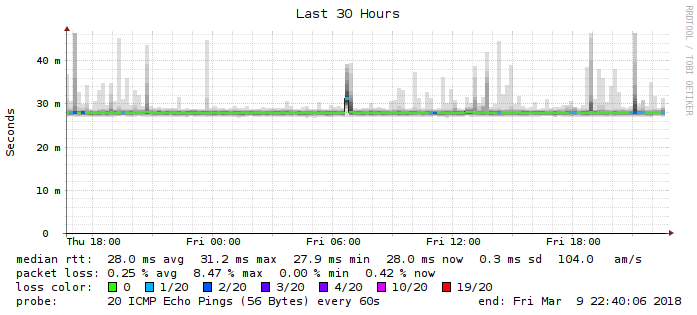 Last 30 Hours
RRDTOOL / TOBI OETIKER
Seconds
40 m
30 m
20 m
10 m
0
Thu 18:00 Fri 00:00 Fri 06:00 Fri 12:00 Fri 18:00
median rtt: 28.0 ms avg 31.2 ms max 27.9 ms min 28.0 ms now 0.3 ms sd 104.0 am/s
packet loss: 0.25 % avg 8.47 % max 0.00 % min 0.42 % now
loss color: 0 1/20 2/20 3/20 4/20 10/20 19/20
probe: 20 ICMP Echo Pings (56 Bytes) every 60s end: Fri Mar 9 22:40:06 2018